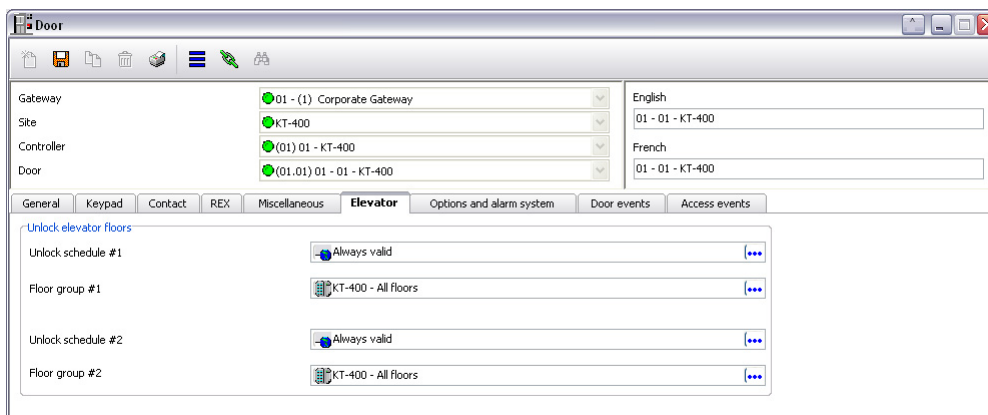 Door
Gateway
01 - (1) Corporate Gateway
English
Site
KT-400
01 - 01 - KT-400
Controller
(01) 01 - KT-400
French
Door
(01.01) 01 - 01 - KT-400
01 - 01 - KT-400
General Keypad Contact REX Miscellaneous Elevator Options and alarm system Door events Access events
Unlock elevator floors
Unlock schedule #1
Always valid
Floor group #1
KT-400 - All floors
Unlock schedule #2
Always valid
Floor group #2
KT-400 - All floors